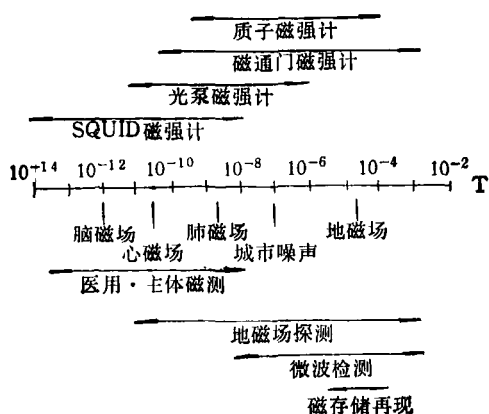 质子磁强计
磁通门磁强计
光泵磁强计
SQUID磁强计
10⁺¹⁴ 10⁻¹² 10⁻¹⁰ 10⁻⁸ 10⁻⁶ 10⁻⁴ 10⁻²
T
脑磁场 肺磁场 地磁场
心磁场 城市噪声
医用·主体磁测
地磁场探测
微波检测
磁存储再现